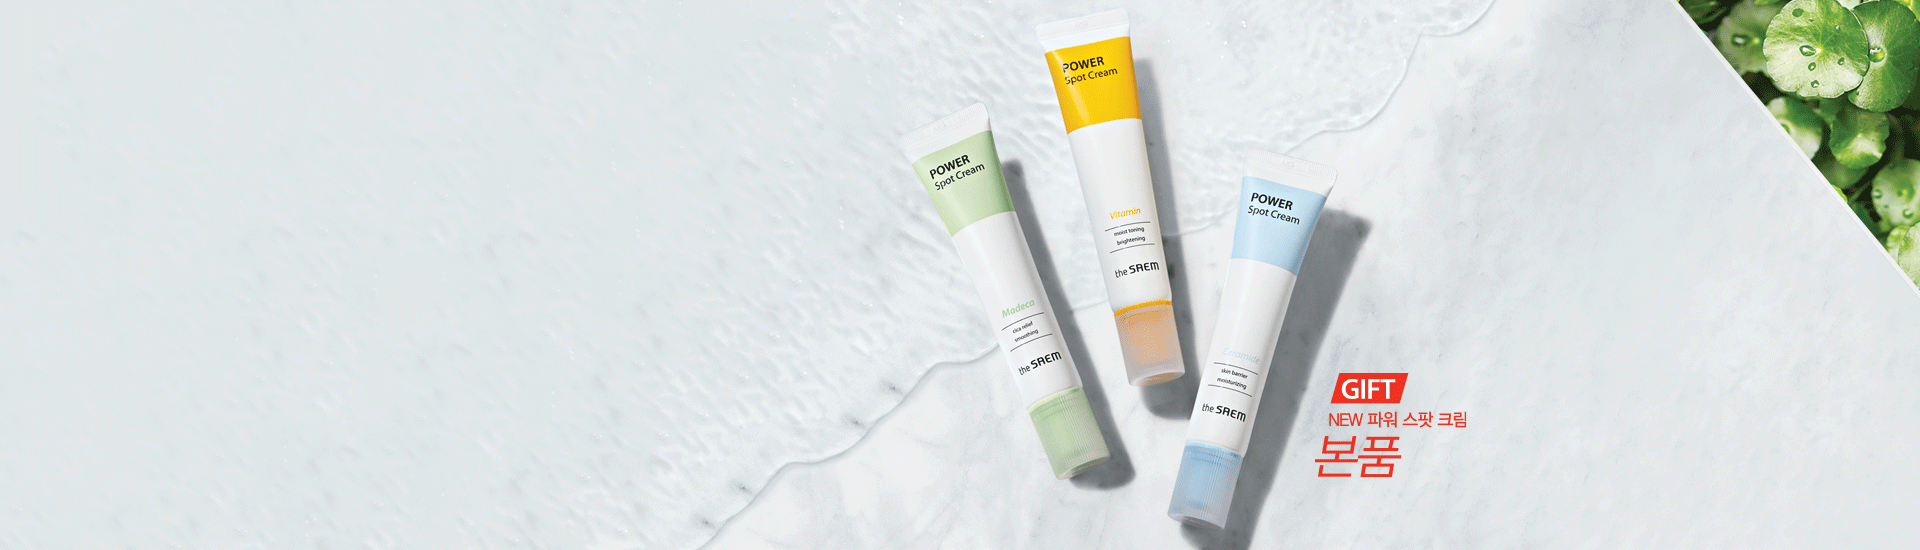 POWER
Spot Cream
Madeca
cica relief
smoothing
the SAEM
POWER
Spot Cream
Vitamin
moist toning
brightening
the SAEM
POWER
Spot Cream
Ceramide
skin barrier
moisturizing
the SAEM
GIFT
NEW 파워 스팟 크림
본품